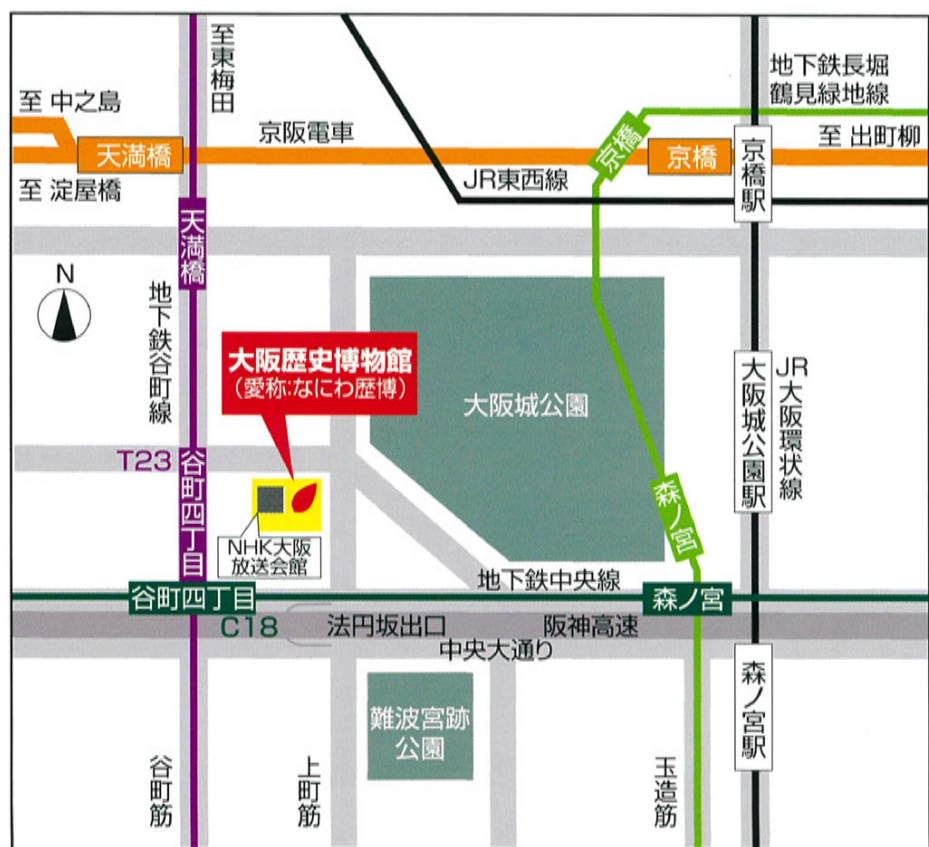 至東梅田
地下鉄長堀
鶴見緑地線
至 中之島
京阪電車
京橋
天満橋
京橋
京橋駅
至 出町柳
至 淀屋橋
JR東西線
天満橋
N
地下鉄谷町線
大阪歴史博物館
(愛称:なにわ歴博)
大阪城公園
大阪城公園駅
JR大阪環状線
T23
谷町四丁目
森ノ宮
NHK大阪
放送会館
地下鉄中央線
谷町四丁目
森ノ宮
C18
法円坂出口
阪神高速
中央大通り
森ノ宮駅
難波宮跡
公園
谷町筋
上町筋
玉造筋